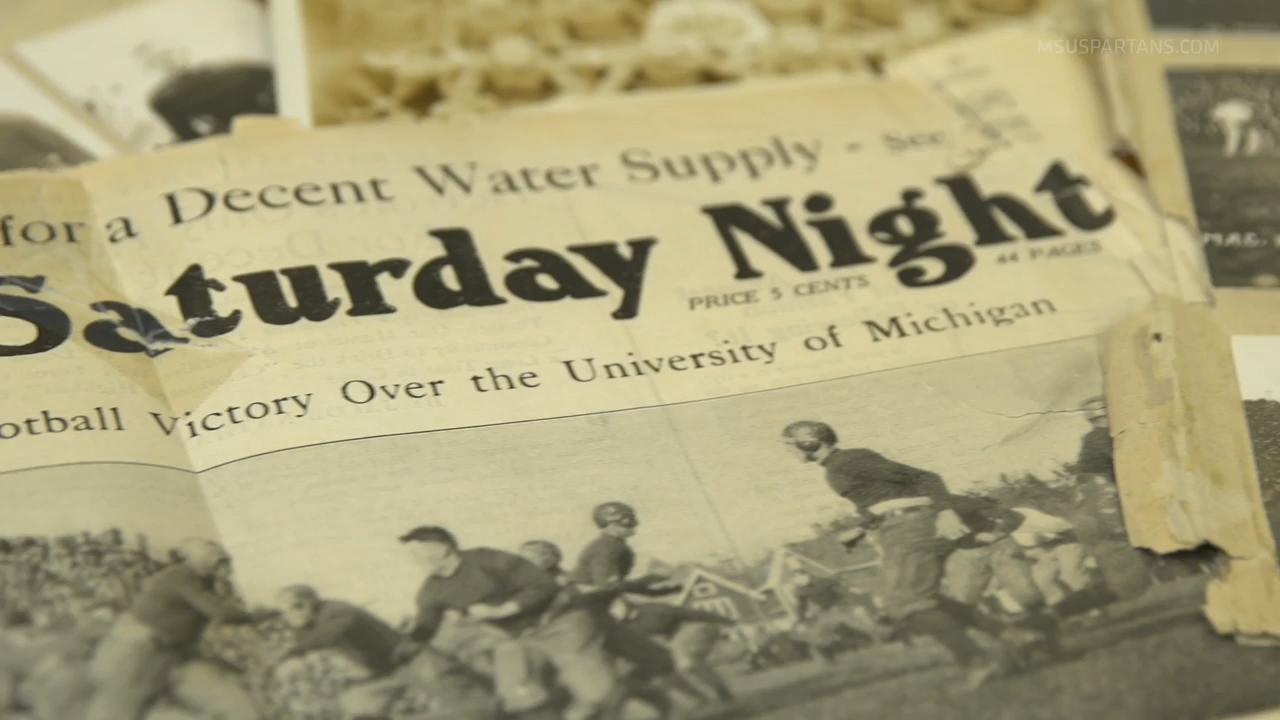 MSUSPARTANS.COM
for a Decent Water Supply - See
Saturday Night
PRICE 5 CENTS
44 PAGES
otball Victory Over the University of Michigan